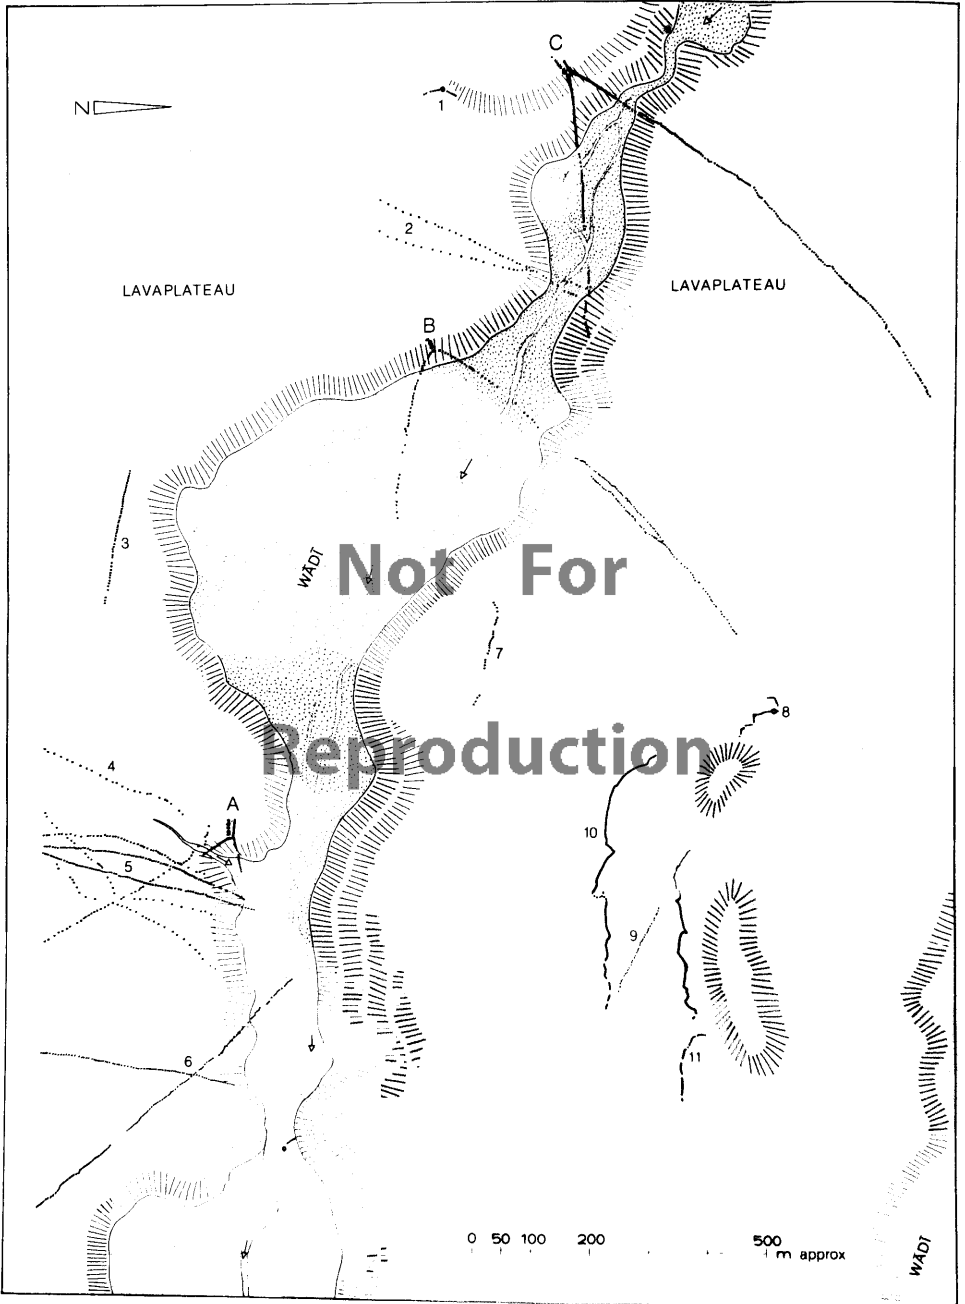 C
N
1
2
LAVAPLATEAU
LAVAPLATEAU
B
3
WĀDĪ
Not For
7
8
Reproduction
4
A
10
5
9
11
6
0 50 100 200 500
m approx
WĀDĪ